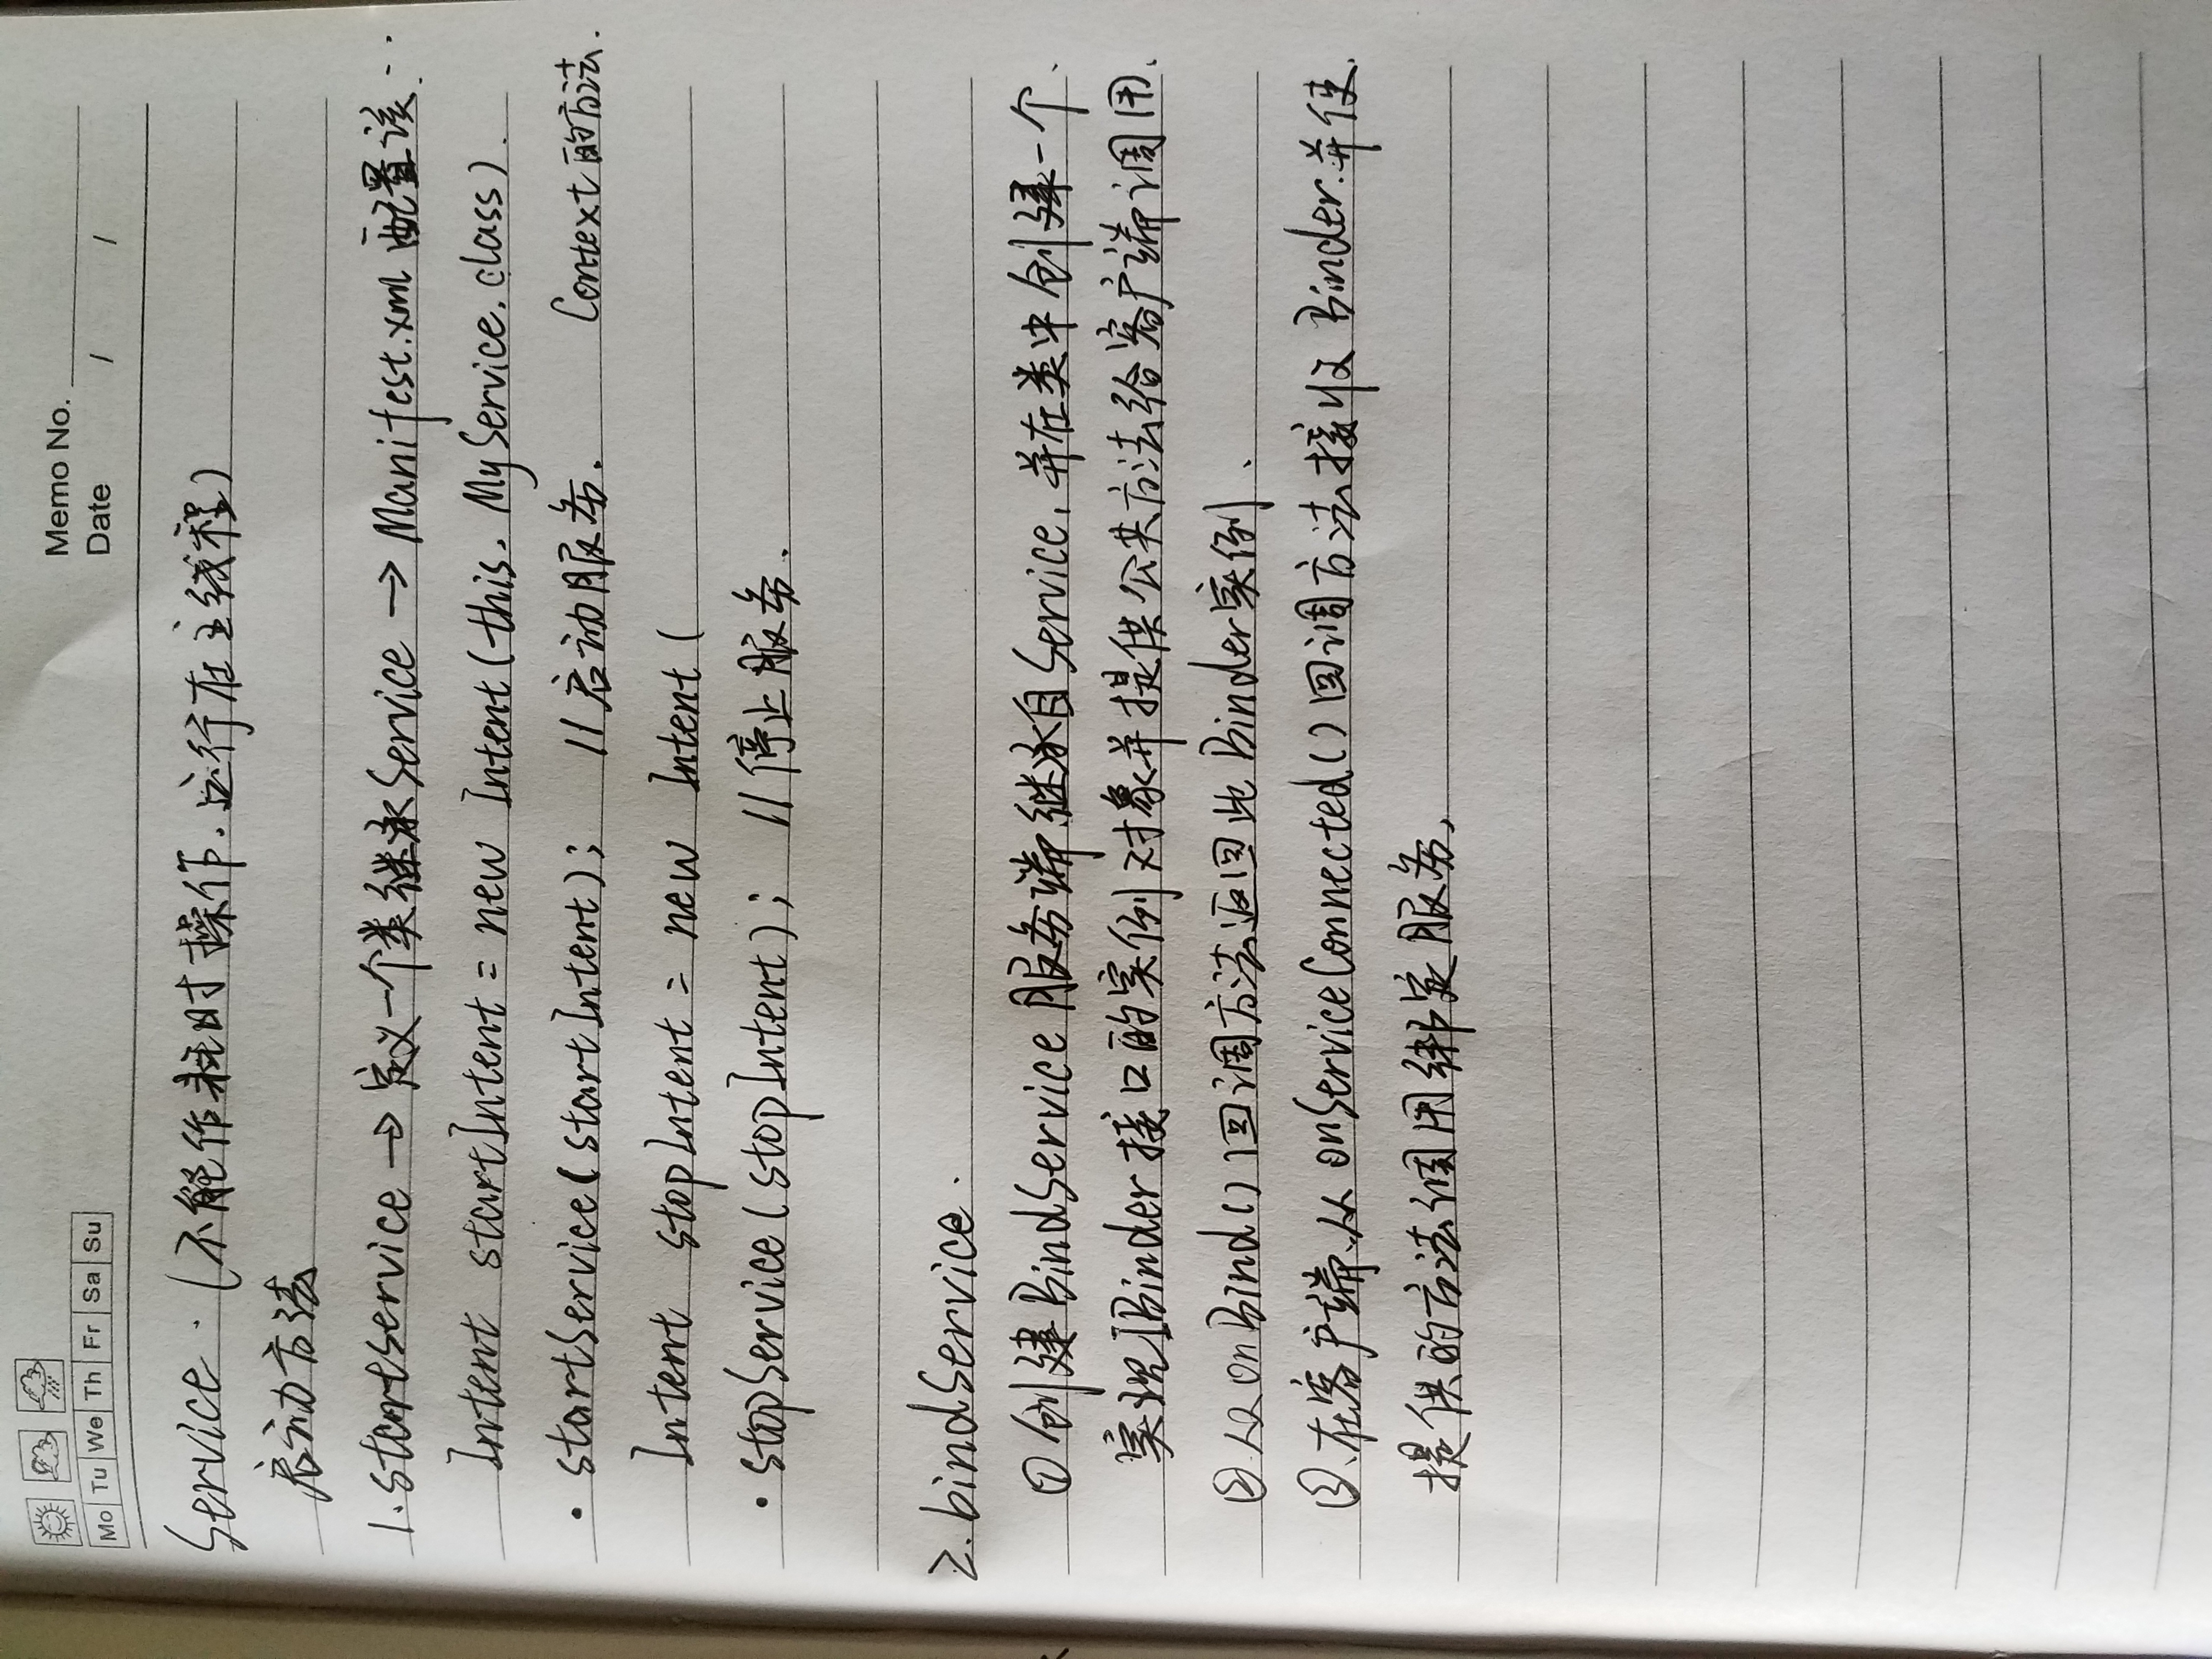 Memo No.
Mo Tu We Th Fr Sa Su
Date / /
Service.(不能作耗时操作.运行在主线程)
启动方法
1. startservice → 定义一个类继承Service → Manifest.xml 配置该..
Intent startIntent = new Intent(this, MyService.class).
· startService(startIntent); //启动服务. Context的方法.
Intent stopIntent = new Intent(
· stopService(stopIntent); //停止服务.
2. bindService.
① 创建BindService服务端,继承自Service,并在类中创建一个、
实现IBinder接口的实例对象并提供公共方法给客户端调用、
②.从onBind()回调方法返回此Binder实例、
③、在客户端、从onServiceConnected()回调方法接收Binder.并使.
提供的方法调用绑定服务,